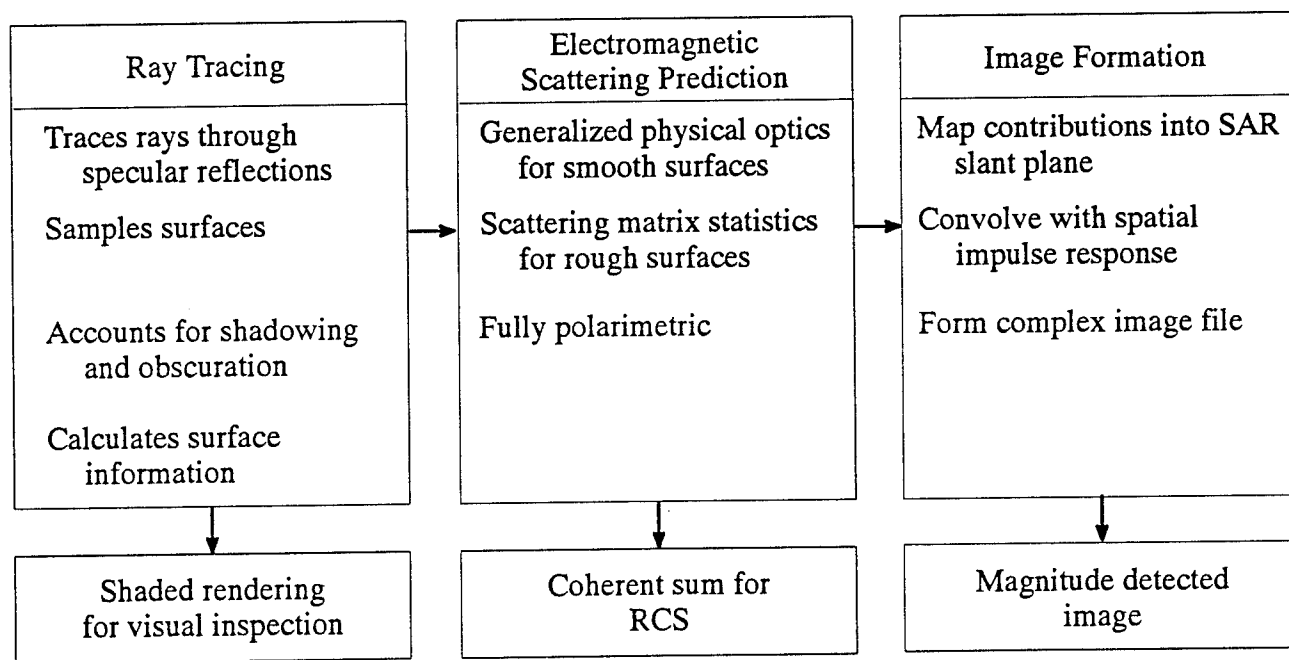 Ray Tracing
Traces rays through
specular reflections
Samples surfaces
Accounts for shadowing
and obscuration
Calculates surface
information
Shaded rendering
for visual inspection
Electromagnetic
Scattering Prediction
Generalized physical optics
for smooth surfaces
Scattering matrix statistics
for rough surfaces
Fully polarimetric
Coherent sum for
RCS
Image Formation
Map contributions into SAR
slant plane
Convolve with spatial
impulse response
Form complex image file
Magnitude detected
image